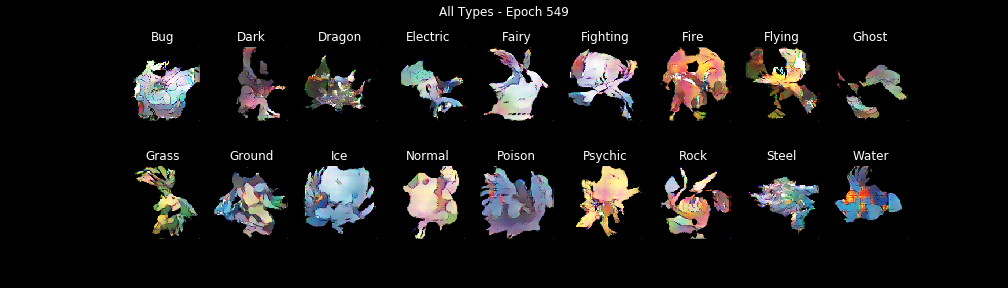 All Types - Epoch 549
Bug Dark Dragon Electric Fairy Fighting Fire Flying Ghost
Grass Ground Ice Normal Poison Psychic Rock Steel Water